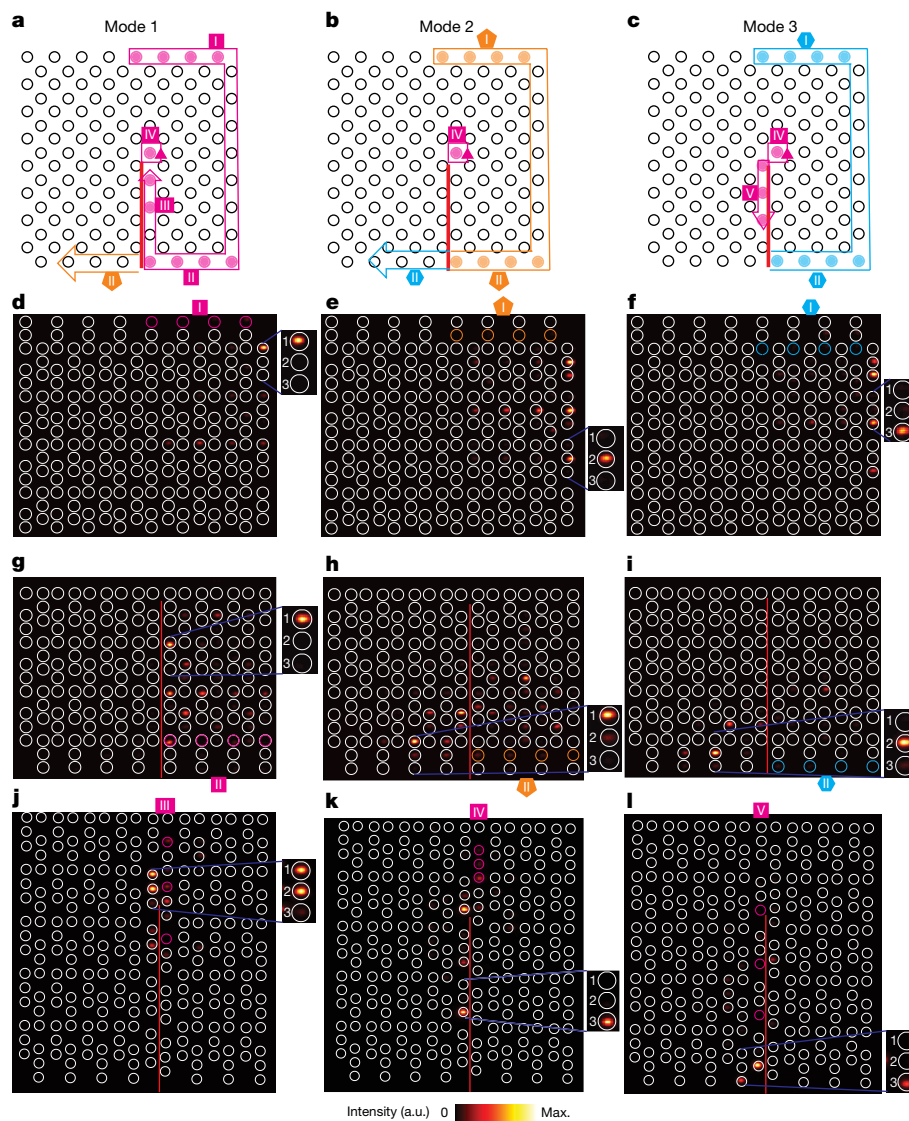 a Mode 1 b Mode 2 c Mode 3
I I I
IV IV IV
III V
II II II II II
d I e I f I
1
2
3
1
2
3
1
2
3
g h i
1
2
3
1
2
3
1
2
3
II II II
j III k IV l V
1
2
3
1
2
3
1
2
3
Intensity (a.u.) 0 Max.